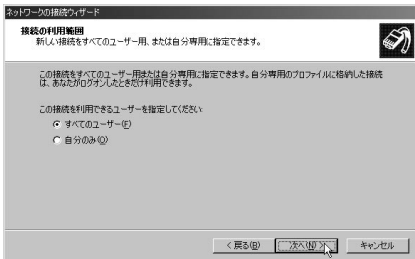 ネットワークの接続ウィザード
接続の利用範囲
新しい接続をすべてのユーザー用、または自分専用に指定できます。
この接続をすべてのユーザー用または自分専用に指定できます。自分専用のプロファイルに格納した接続
は、あなたがログオンしたときだけ利用できます。
この接続を利用できるユーザーを指定してください:
すべてのユーザー(F)
自分のみ(O)
< 戻る(B)
次へ(N) >
キャンセル